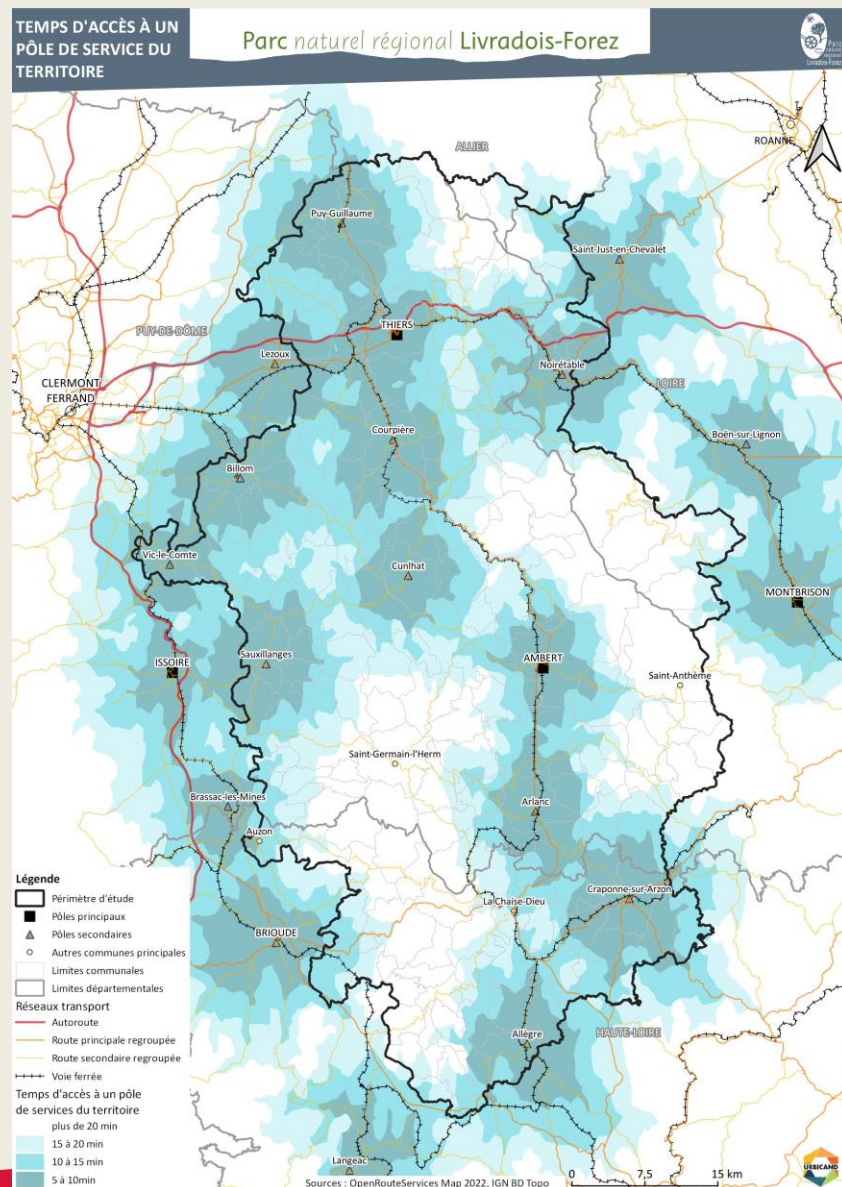 TEMPS D'ACCÈS À UN
PÔLE DE SERVICE DU
TERRITOIRE
Parc naturel régional Livradois-Forez
Parc
naturel
régional
Livradois-Forez
ROANNE
ALLIER
Puy-Guillaume
Saint-Just-en-Chevalet
PUY-DE-DÔME
THIERS
Lezoux
Noirétable
LOIRE
CLERMONT
FERRAND
Courpière
Boën-sur-Lignon
Billom
Vic-le-Comte
Cunlhat
MONTBRISON
ISSOIRE
Sauxillanges
AMBERT
Saint-Anthème
Saint-Germain-l'Herm
Brassac-les-Mines
Arlanc
Auzon
Craponne-sur-Arzon
La Chaise-Dieu
BRIOUDE
Allègre
HAUTE-LOIRE
Langeac
Légende
Périmètre d'étude
Pôles principaux
Pôles secondaires
Autres communes principales
Limites communales
Limites départementales
Réseaux transport
Autoroute
Route principale regroupée
Route secondaire regroupée
Voie ferrée
Temps d'accès à un pôle
de services du territoire
plus de 20 min
15 à 20 min
10 à 15 min
5 à 10min
Sources : OpenRouteServices Map 2022, IGN BD Topo
0 7,5 15 km
URBICAND